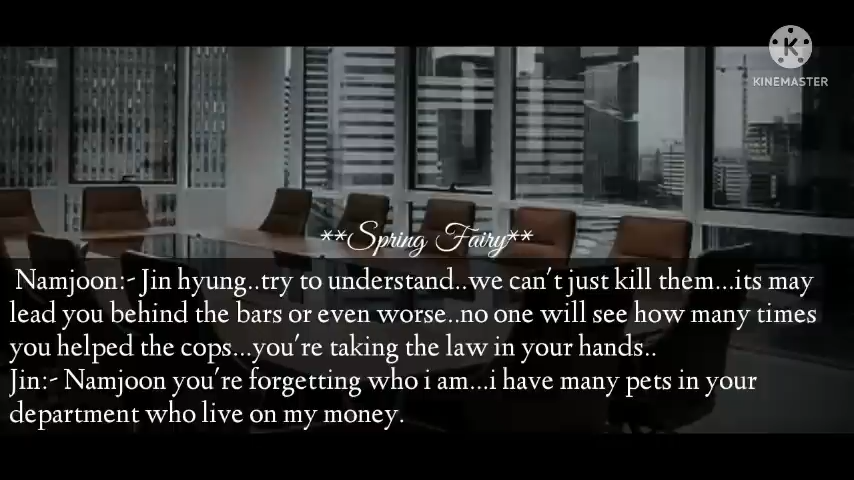 KINEMASTER
**Spring Fairy**
Namjoon:- Jin hyung..try to understand..we can't just kill them...its may
lead you behind the bars or even worse..no one will see how many times
you helped the cops...you're taking the law in your hands..
Jin:- Namjoon you're forgetting who i am...i have many pets in your
department who live on my money.